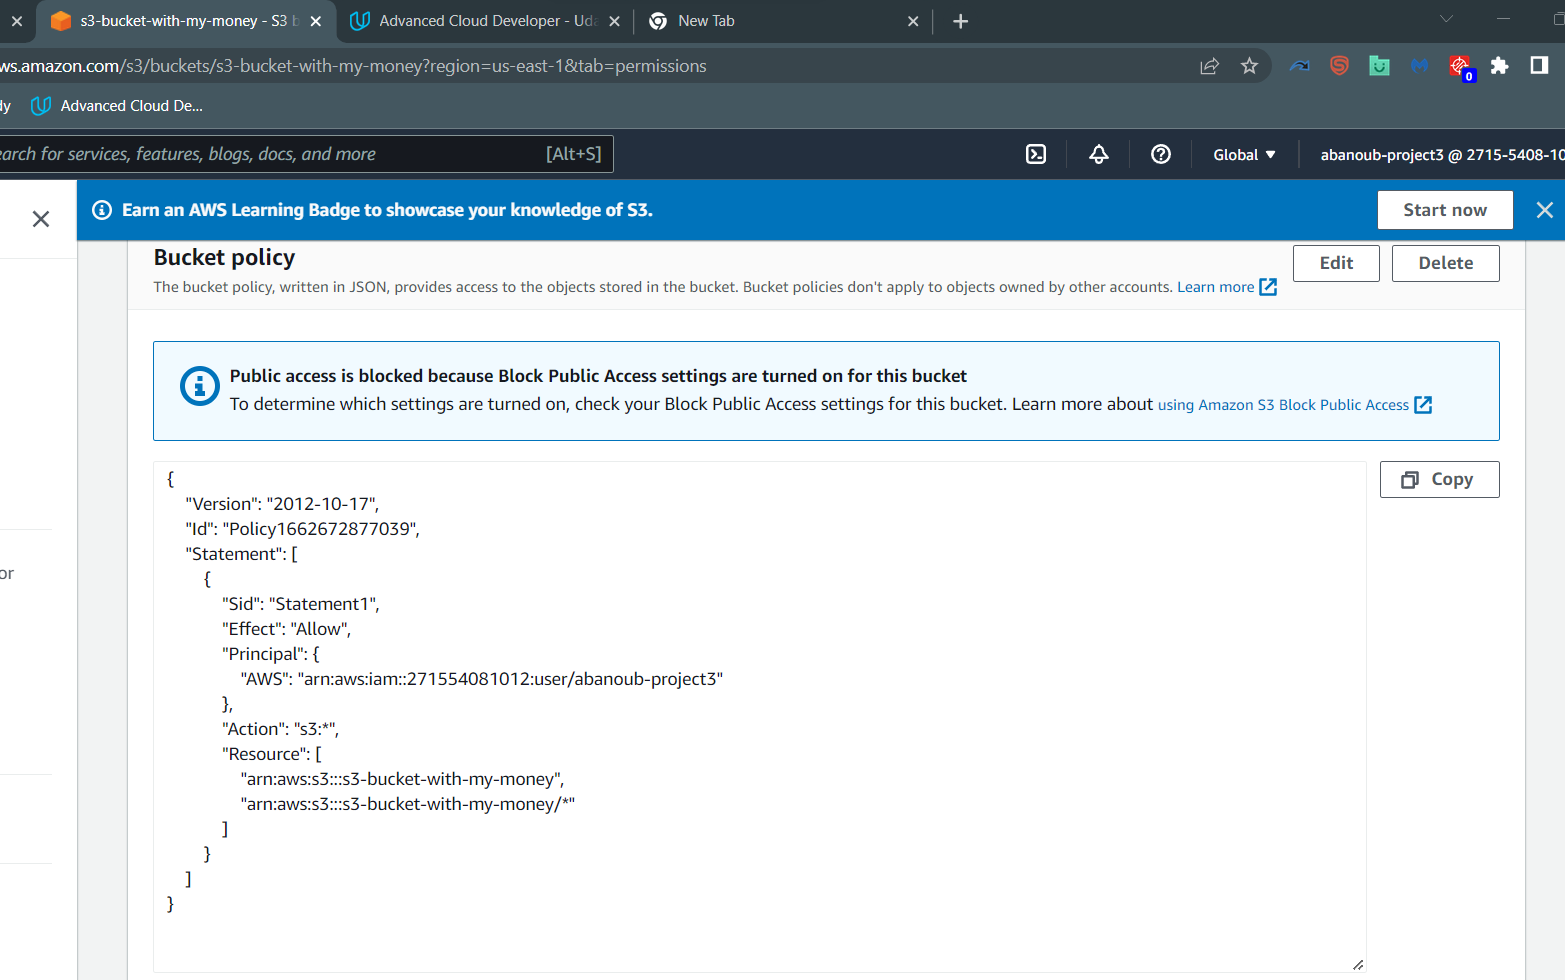 s3-bucket-with-my-money - S3 b
Advanced Cloud Developer - Uda
New Tab
ws.amazon.com/s3/buckets/s3-bucket-with-my-money?region=us-east-1&tab=permissions
0
dy
Advanced Cloud De...
earch for services, features, blogs, docs, and more
[Alt+S]
Global
abanoub-project3 @ 2715-5408-10
Earn an AWS Learning Badge to showcase your knowledge of S3.
Start now
Bucket policy
Edit
Delete
The bucket policy, written in JSON, provides access to the objects stored in the bucket. Bucket policies don't apply to objects owned by other accounts. Learn more
Public access is blocked because Block Public Access settings are turned on for this bucket
To determine which settings are turned on, check your Block Public Access settings for this bucket. Learn more about using Amazon S3 Block Public Access
Copy
{
"Version": "2012-10-17",
"Id": "Policy1662672877039",
"Statement": [
{
"Sid": "Statement1",
"Effect": "Allow",
"Principal": {
"AWS": "arn:aws:iam::271554081012:user/abanoub-project3"
},
"Action": "s3:*",
"Resource": [
"arn:aws:s3:::s3-bucket-with-my-money",
"arn:aws:s3:::s3-bucket-with-my-money/*"
]
}
]
}
or